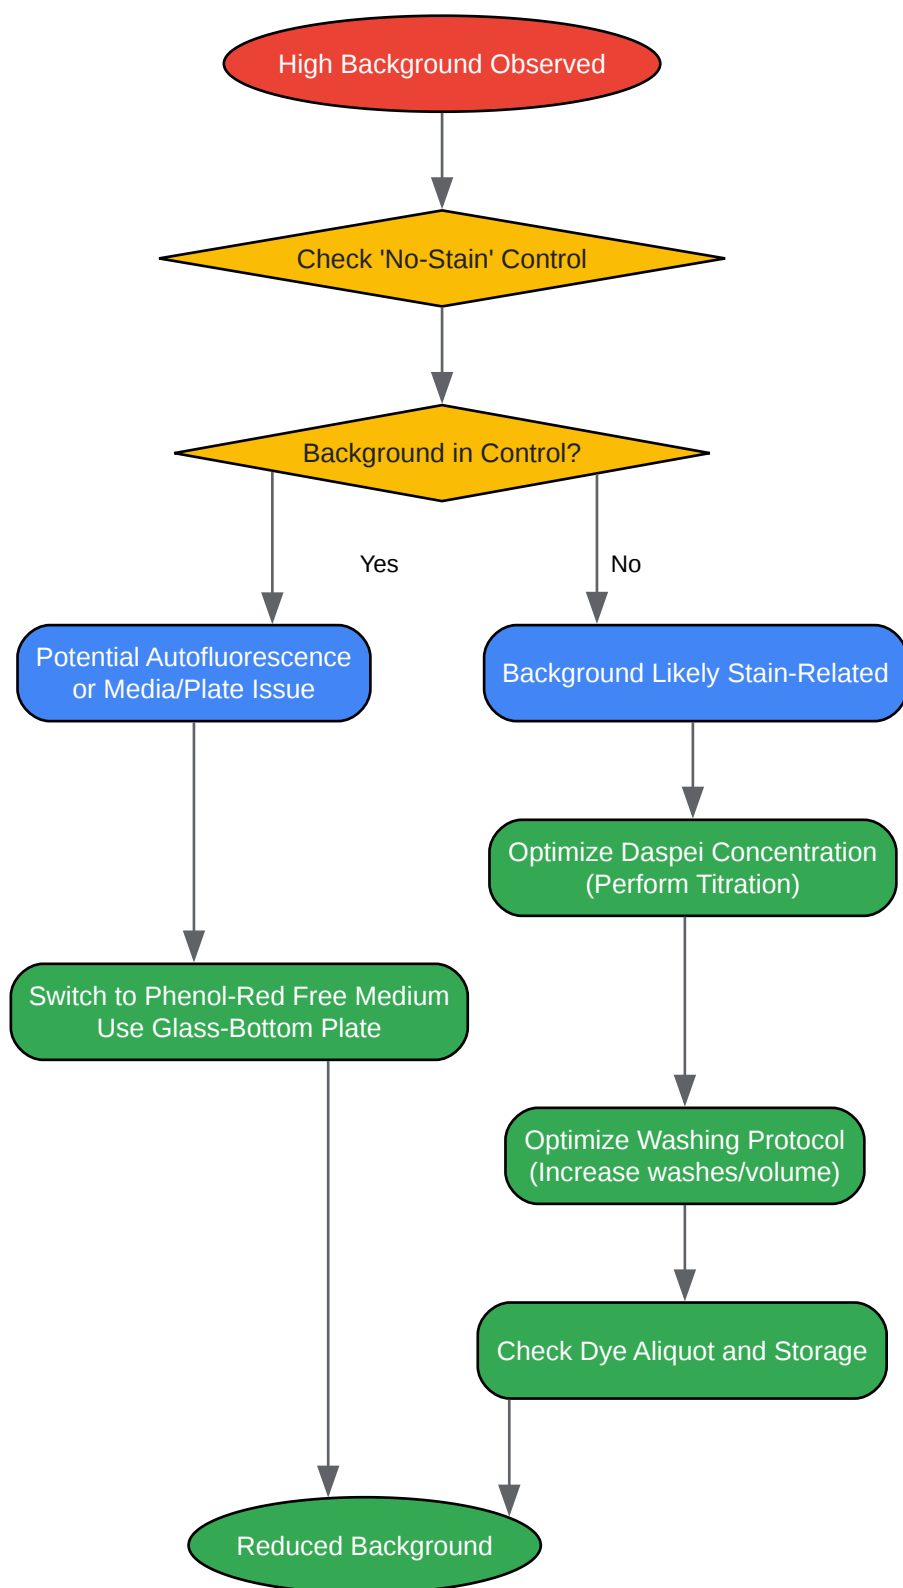 High Background Observed
Check 'No-Stain' Control
Background in Control?
Yes
No
Potential Autofluorescence
or Media/Plate Issue
Background Likely Stain-Related
Optimize Daspei Concentration
(Perform Titration)
Switch to Phenol-Red Free Medium
Use Glass-Bottom Plate
Optimize Washing Protocol
(Increase washes/volume)
Check Dye Aliquot and Storage
Reduced Background